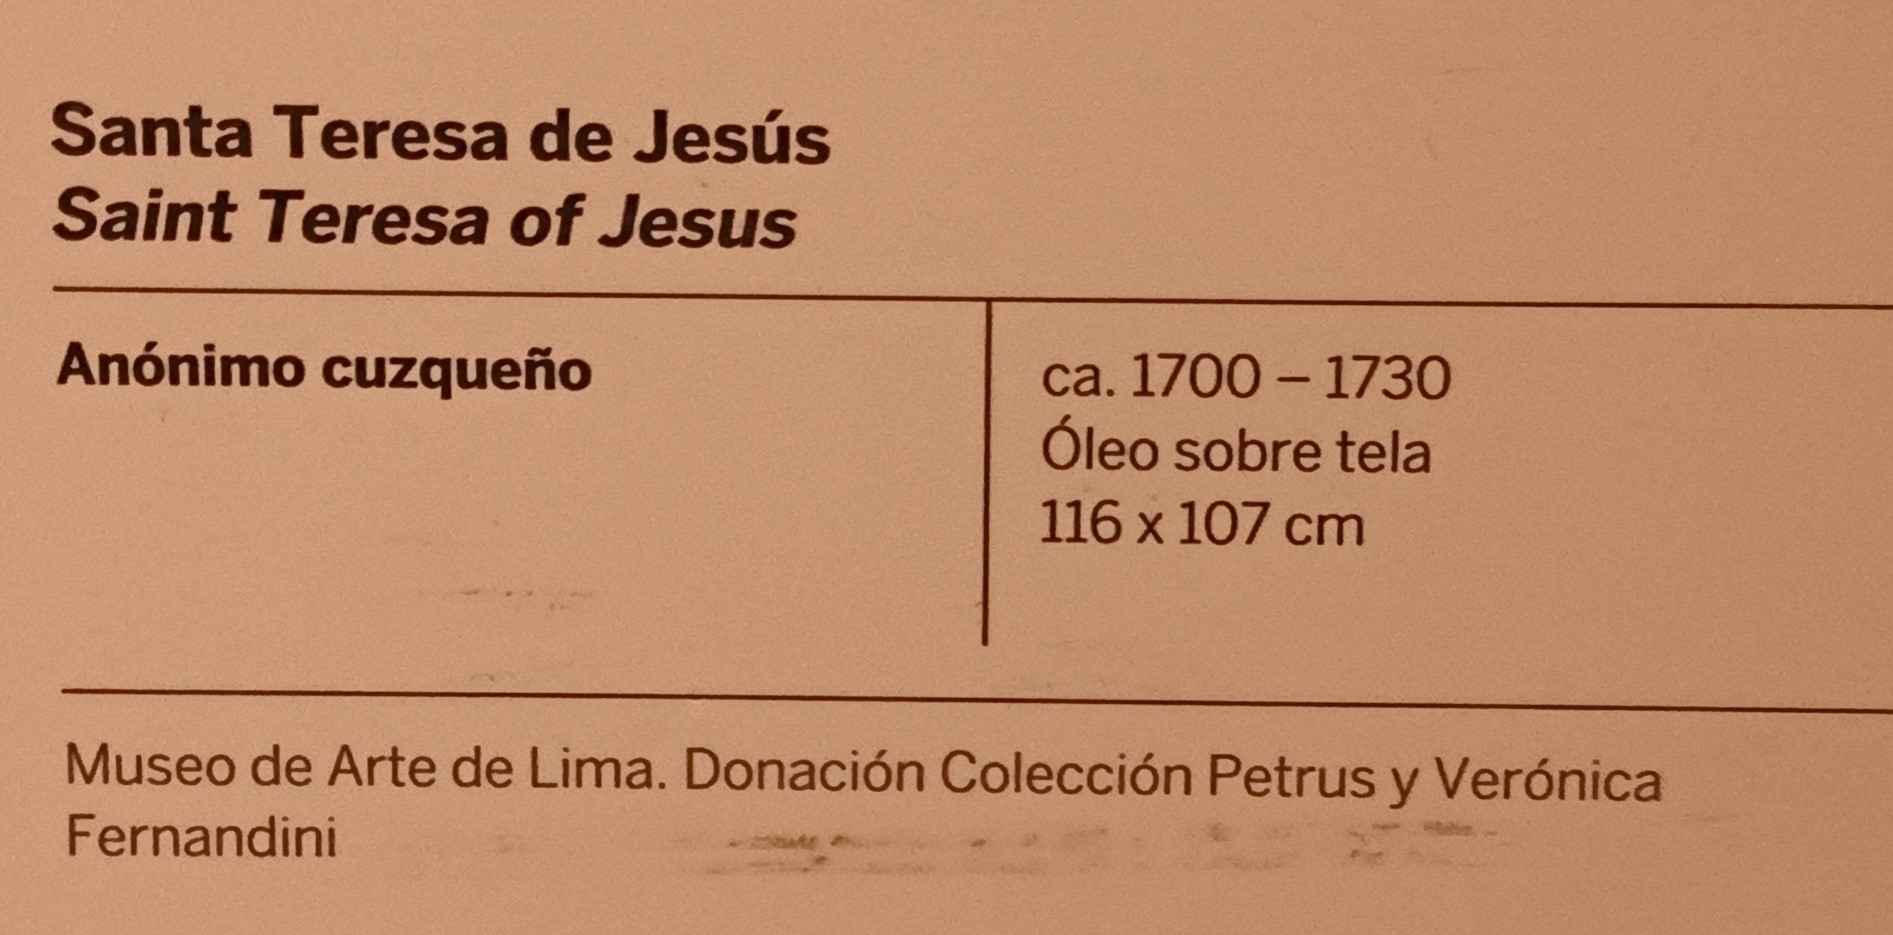 Santa Teresa de Jesús
Saint Teresa of Jesus
Anónimo cuzqueño
ca. 1700 – 1730
Óleo sobre tela
116 x 107 cm
Museo de Arte de Lima. Donación Colección Petrus y Verónica
Fernandini